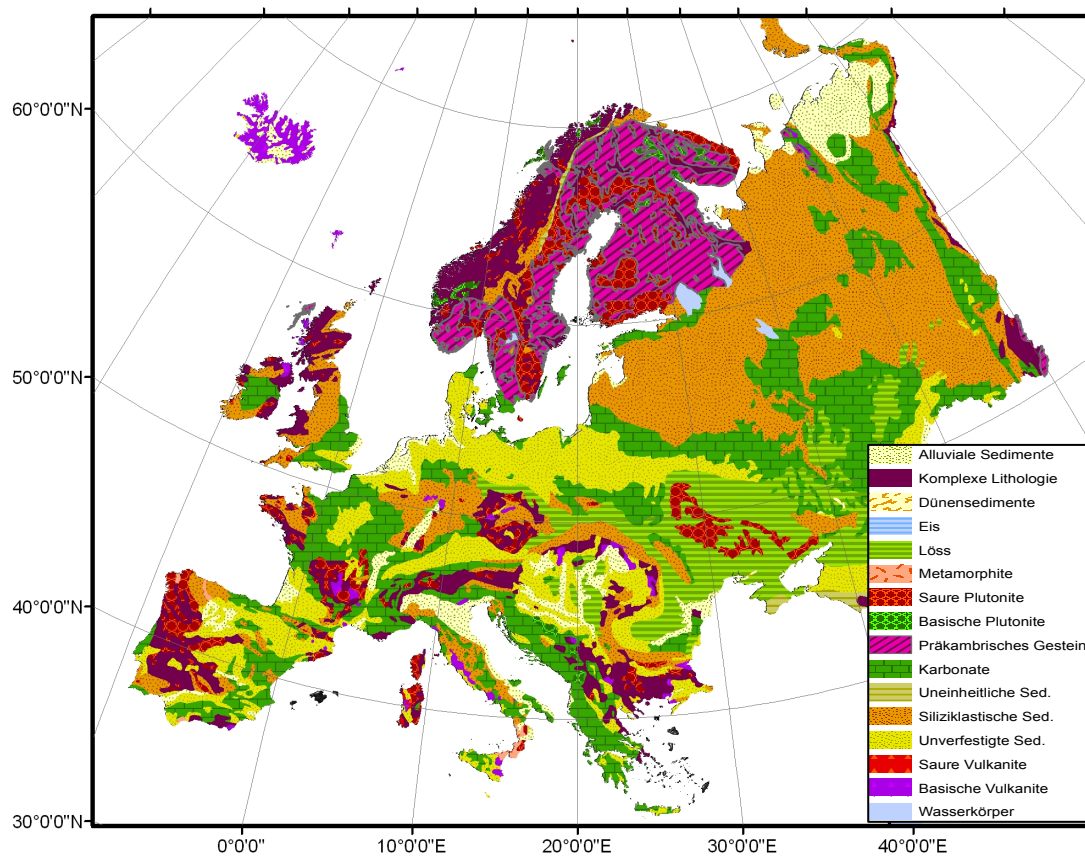 60°0'0"N
50°0'0"N
40°0'0"N
30°0'0"N
0°0'0"
10°0'0"E
20°0'0"E
30°0'0"E
40°0'0"E
Alluviale Sedimente
Komplexe Lithologie
Dünensedimente
Eis
Löss
Metamorphite
Saure Plutonite
Basische Plutonite
Präkambrisches Gestein
Karbonate
Uneinheitliche Sed.
Siliziklastische Sed.
Unverfestigte Sed.
Saure Vulkanite
Basische Vulkanite
Wasserkörper